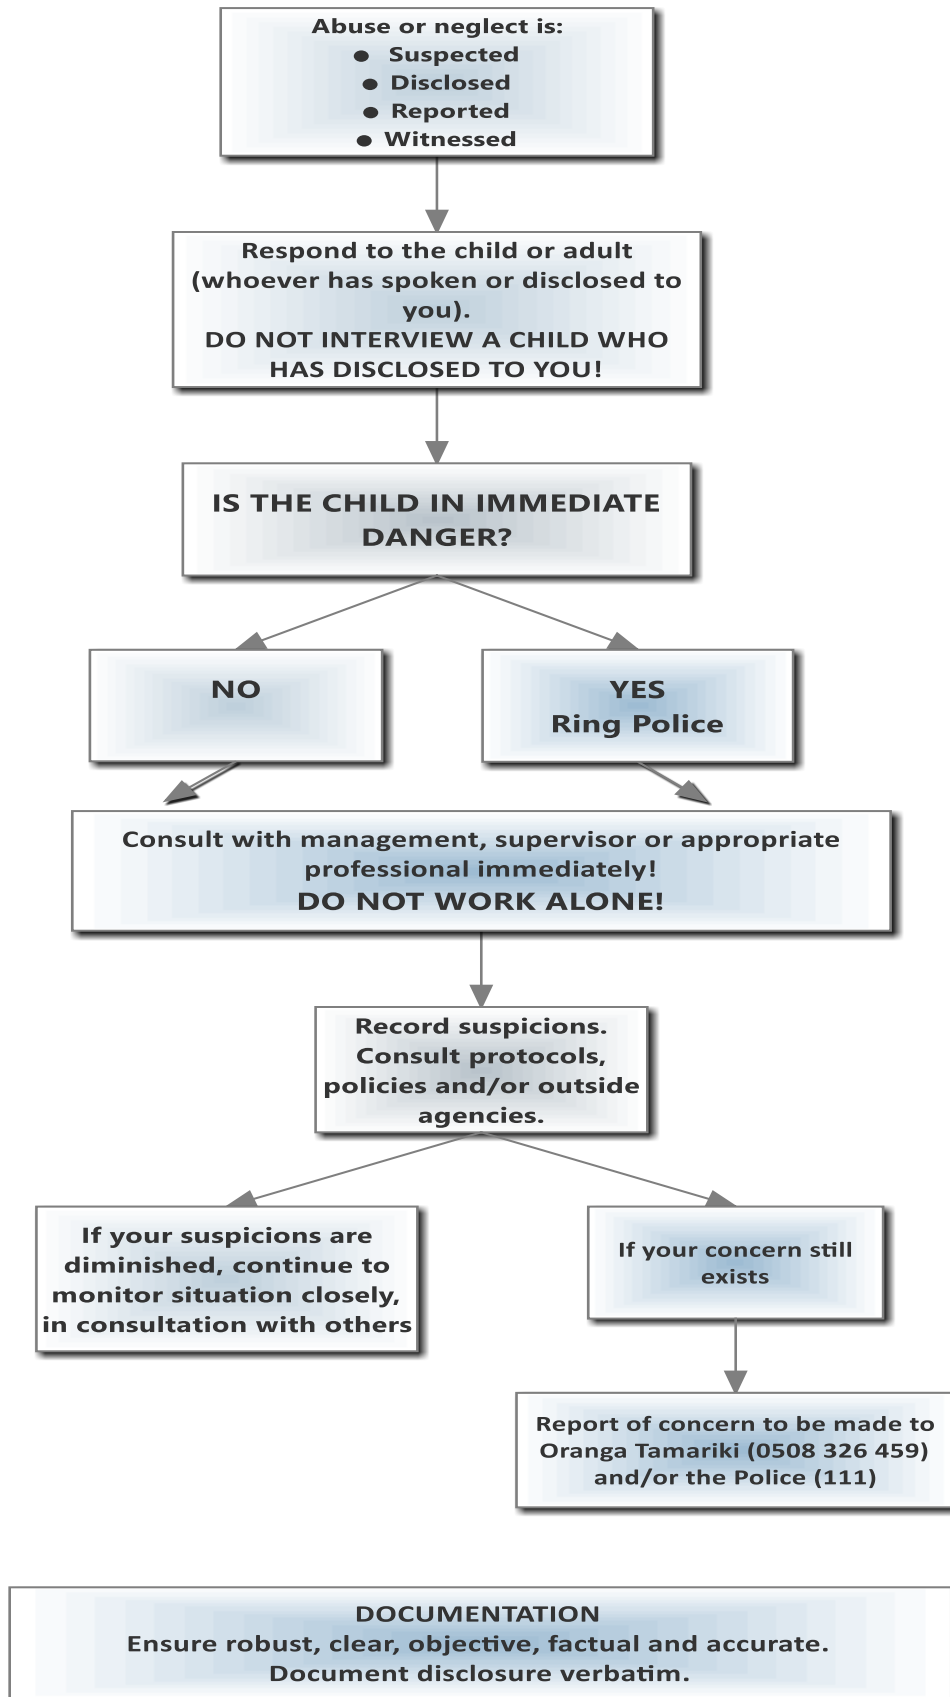 Abuse or neglect is:
● Suspected
● Disclosed
● Reported
● Witnessed
Respond to the child or adult
(whoever has spoken or disclosed to
you).
DO NOT INTERVIEW A CHILD WHO
HAS DISCLOSED TO YOU!
IS THE CHILD IN IMMEDIATE
DANGER?
NO
YES
Ring Police
Consult with management, supervisor or appropriate
professional immediately!
DO NOT WORK ALONE!
Record suspicions.
Consult protocols,
policies and/or outside
agencies.
If your suspicions are
diminished, continue to
monitor situation closely,
in consultation with others
If your concern still
exists
Report of concern to be made to
Oranga Tamariki (0508 326 459)
and/or the Police (111)
DOCUMENTATION
Ensure robust, clear, objective, factual and accurate.
Document disclosure verbatim.